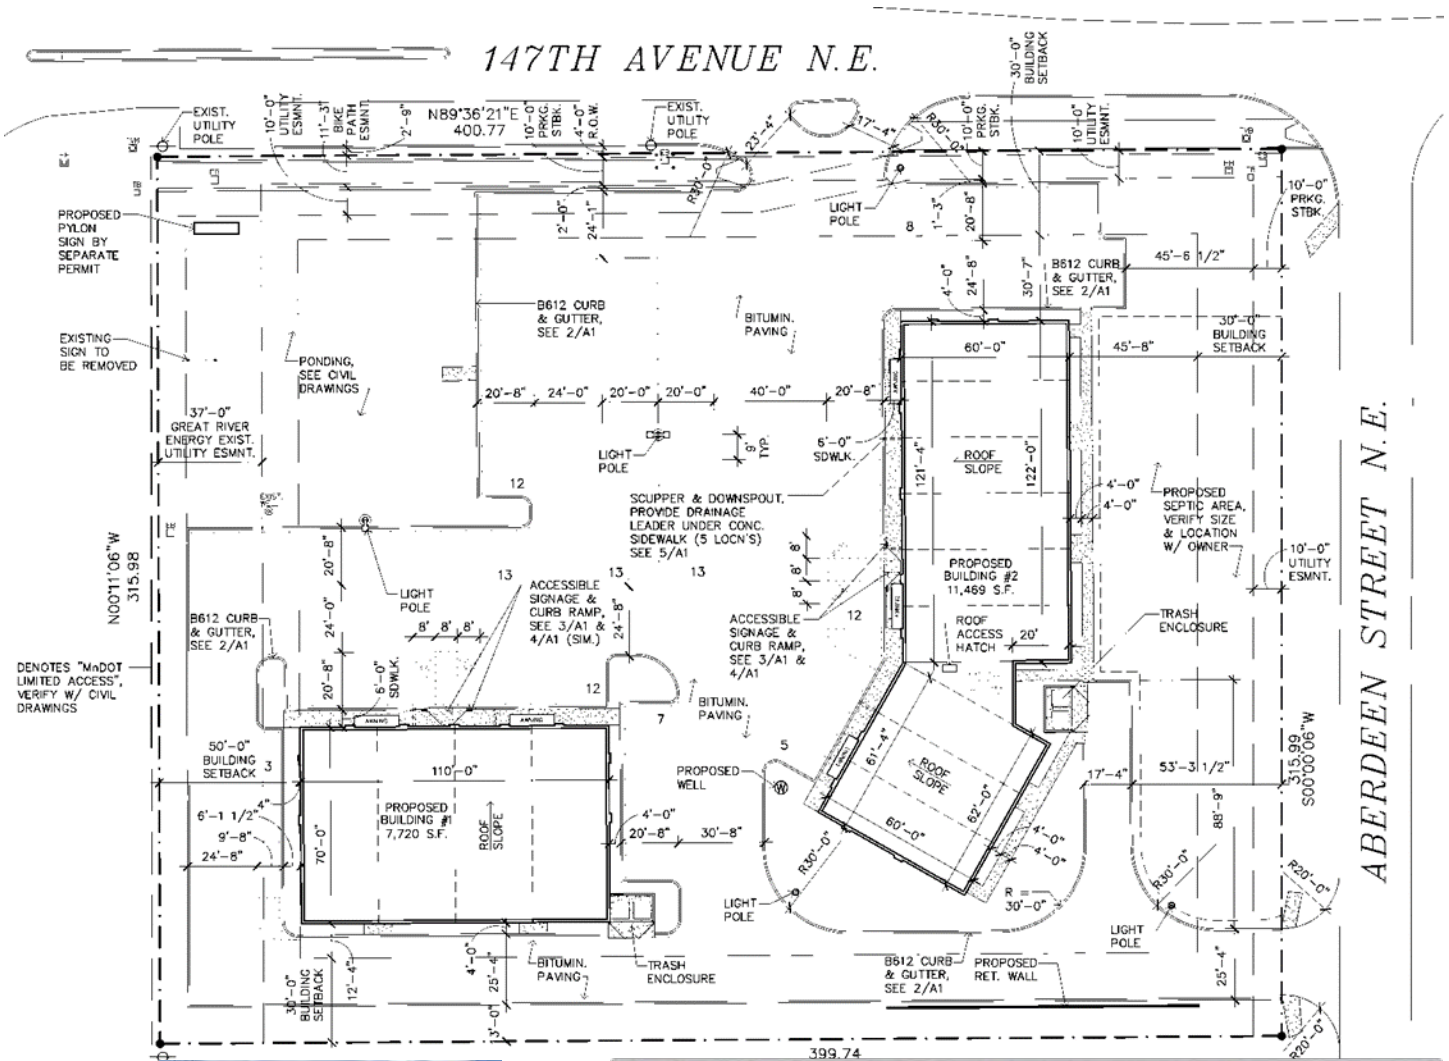 147TH AVENUE N.E.
EXIST.
UTILITY
POLE
10'-0"
UTILITY
ESMNT.
11'-3"
BIKE
PATH
ESMNT.
2'-9"
N89°36'21"E
400.77
10'-0"
PRKG.
STBK.
4'-0"
R.O.W.
EXIST.
UTILITY
POLE
23'-4"
17'-4"
R30'-0"
R30'-0"
10'-0"
PRKG.
STBK.
30'-0"
BUILDING
SETBACK
10'-0"
UTILITY
ESMNT.
10'-0"
PRKG.
STBK.
PROPOSED
PYLON
SIGN BY
SEPARATE
PERMIT
2'-0"
24'-1"
LIGHT
POLE
8
1'-3"
20'-8"
4'-0"
24'-8"
30'-7"
B612 CURB
& GUTTER,
SEE 2/A1
45'-6 1/2"
B612 CURB
& GUTTER,
SEE 2/A1
BITUMIN.
PAVING
EXISTING
SIGN TO
BE REMOVED
PONDING,
SEE CIVIL
DRAWINGS
60'-0"
45'-8"
30'-0"
BUILDING
SETBACK
20'-8"
24'-0"
20'-0"
20'-0"
40'-0"
20'-8"
AWNING
37'-0"
GREAT RIVER
ENERGY EXIST.
UTILITY ESMNT.
LIGHT
POLE
9'
TYP.
6'-0"
SDWLK.
121'-4"
ROOF
SLOPE
122'-0"
4'-0"
4'-0"
PROPOSED
SEPTIC AREA,
VERIFY SIZE
& LOCATION
W/ OWNER
12
EXIST.
SCUPPER & DOWNSPOUT,
PROVIDE DRAINAGE
LEADER UNDER CONC.
SIDEWALK (5 LOCN'S)
SEE 5/A1
N00°11'06"W
315.98
20'-8"
24'-0"
20'-8"
LIGHT
POLE
13
13
13
ACCESSIBLE
SIGNAGE &
CURB RAMP,
SEE 3/A1 &
4/A1 (SIM.)
8'
8'
8'
PROPOSED
BUILDING #2
11,469 S.F.
10'-0"
UTILITY
ESMNT.
B612 CURB
& GUTTER,
SEE 2/A1
8'
8'
8'
24'-8"
ACCESSIBLE
SIGNAGE &
CURB RAMP,
SEE 3/A1 &
4/A1
12
AWNING
ROOF
ACCESS
HATCH
20'
TRASH
ENCLOSURE
ABERDEEN STREET N.E.
DENOTES "MnDOT
LIMITED ACCESS",
VERIFY W/ CIVIL
DRAWINGS
6'-0"
SDWLK.
12
7
BITUMIN.
PAVING
AWNING
AWNING
50'-0"
BUILDING
SETBACK
3
110'-0"
5
PROPOSED
WELL
W
AWNING
61'-4"
ROOF
SLOPE
62'-0"
60'-0"
17'-4"
53'-3 1/2"
315.99
S00°00'06"W
88'-9"
4"
6'-1 1/2"
9'-8"
24'-8"
70'-0"
PROPOSED
BUILDING #1
7,720 S.F.
ROOF
SLOPE
4'-0"
20'-8"
30'-8"
4'-0"
4'-0"
R30'-0"
R =
30'-0"
R30'-0"
R20'-0"
LIGHT
POLE
LIGHT
POLE
30'-0"
BUILDING
SETBACK
12'-4"
4'-0"
25'-4"
3'-0"
BITUMIN.
PAVING
TRASH
ENCLOSURE
B612 CURB
& GUTTER,
SEE 2/A1
PROPOSED
RET. WALL
25'-4"
R20'-0"
399.74